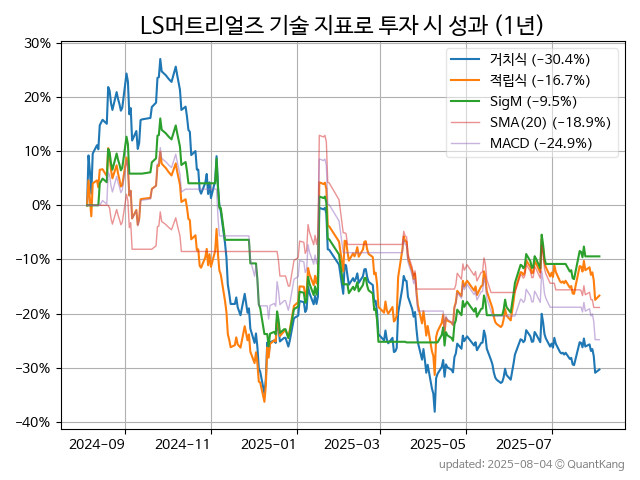 LS머트리얼즈 기술 지표로 투자 시 성과 (1년)
30%
20%
10%
0%
−10%
−20%
−30%
−40%
거치식 (−30.4%)
적립식 (−16.7%)
SigM (−9.5%)
SMA(20) (−18.9%)
MACD (−24.9%)
2024-09
2024-11
2025-01
2025-03
2025-05
2025-07
updated: 2025-08-04 © QuantKang